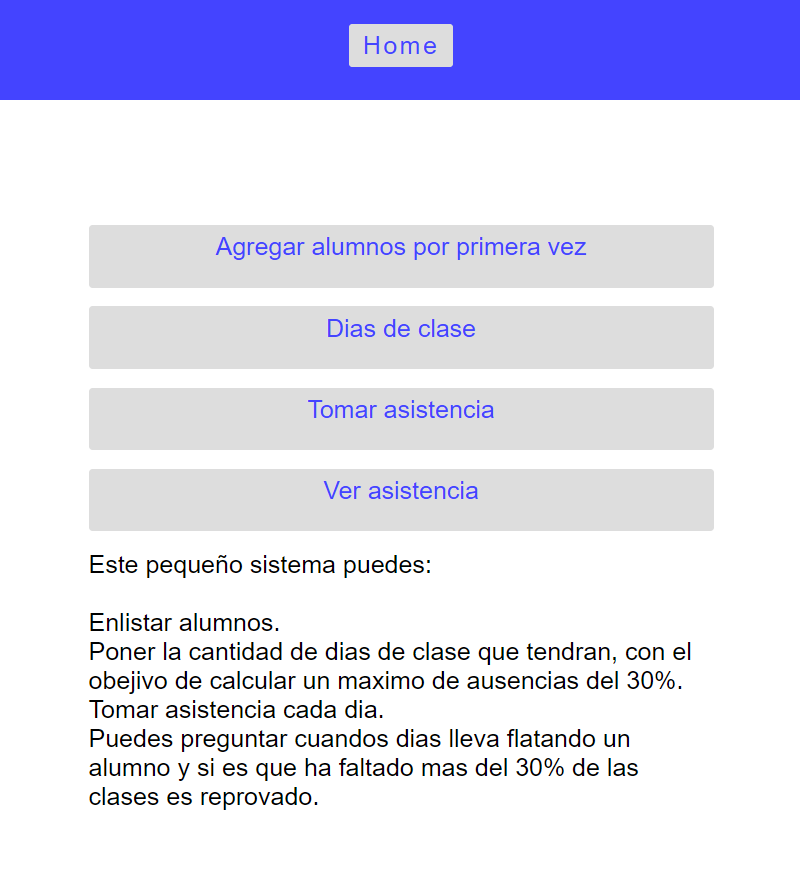 Home
Agregar alumnos por primera vez
Dias de clase
Tomar asistencia
Ver asistencia
Este pequeño sistema puedes:
Enlistar alumnos.
Poner la cantidad de dias de clase que tendran, con el
obejivo de calcular un maximo de ausencias del 30%.
Tomar asistencia cada dia.
Puedes preguntar cuandos dias lleva flatando un
alumno y si es que ha faltado mas del 30% de las
clases es reprovado.